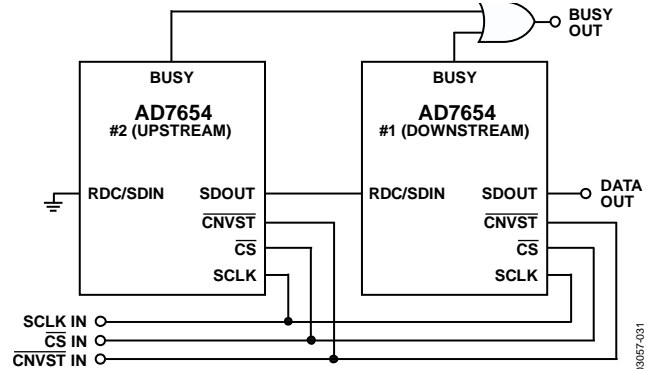 BUSY
OUT
BUSY
BUSY
AD7654
#2 (UPSTREAM)
AD7654
#1 (DOWNSTREAM)
RDC/SDIN
SDOUT
RDC/SDIN
SDOUT
DATA
OUT
CNVST
CNVST
CS
CS
SCLK
SCLK
SCLK IN
CS IN
CNVST IN
03057-031